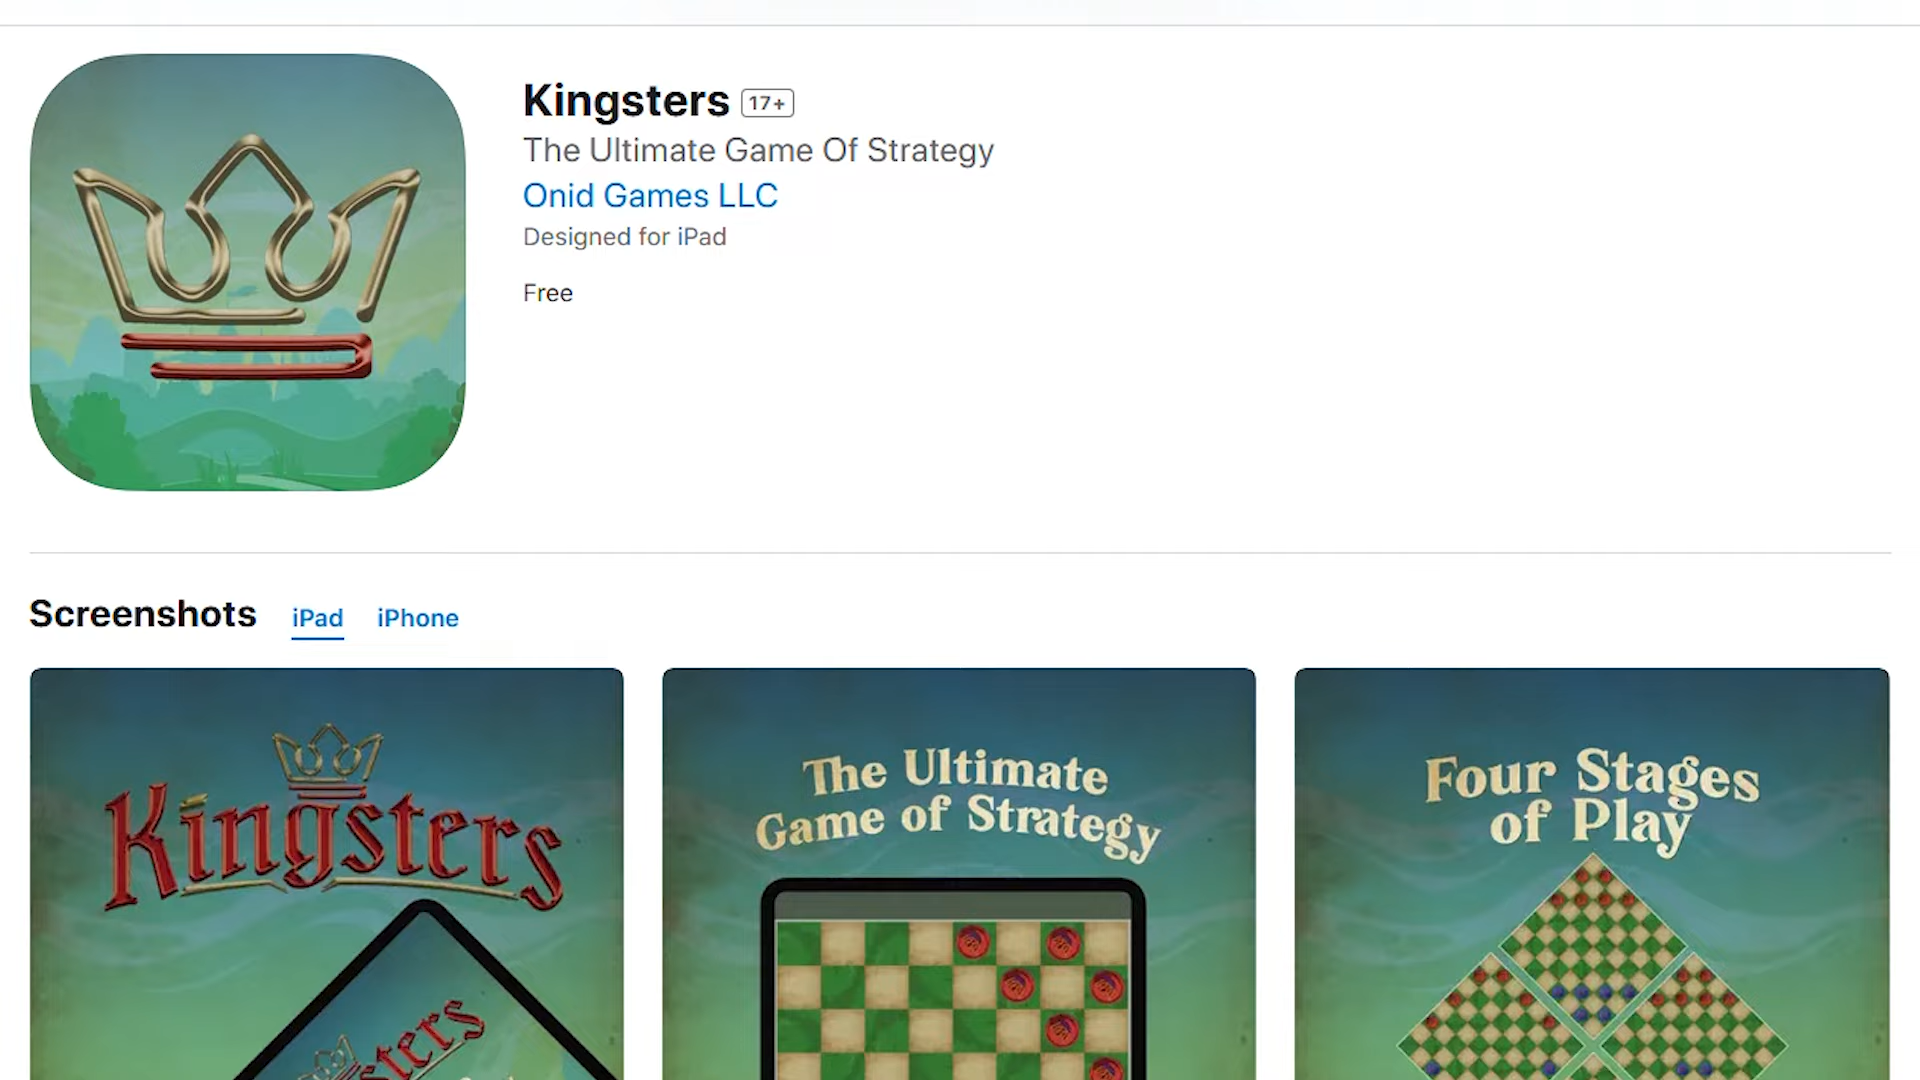 Kingsters 17+
The Ultimate Game Of Strategy
Onid Games LLC
Designed for iPad
Free
Screenshots iPad iPhone
Kingsters
The Ultimate
Game of Strategy
Four Stages
of Play